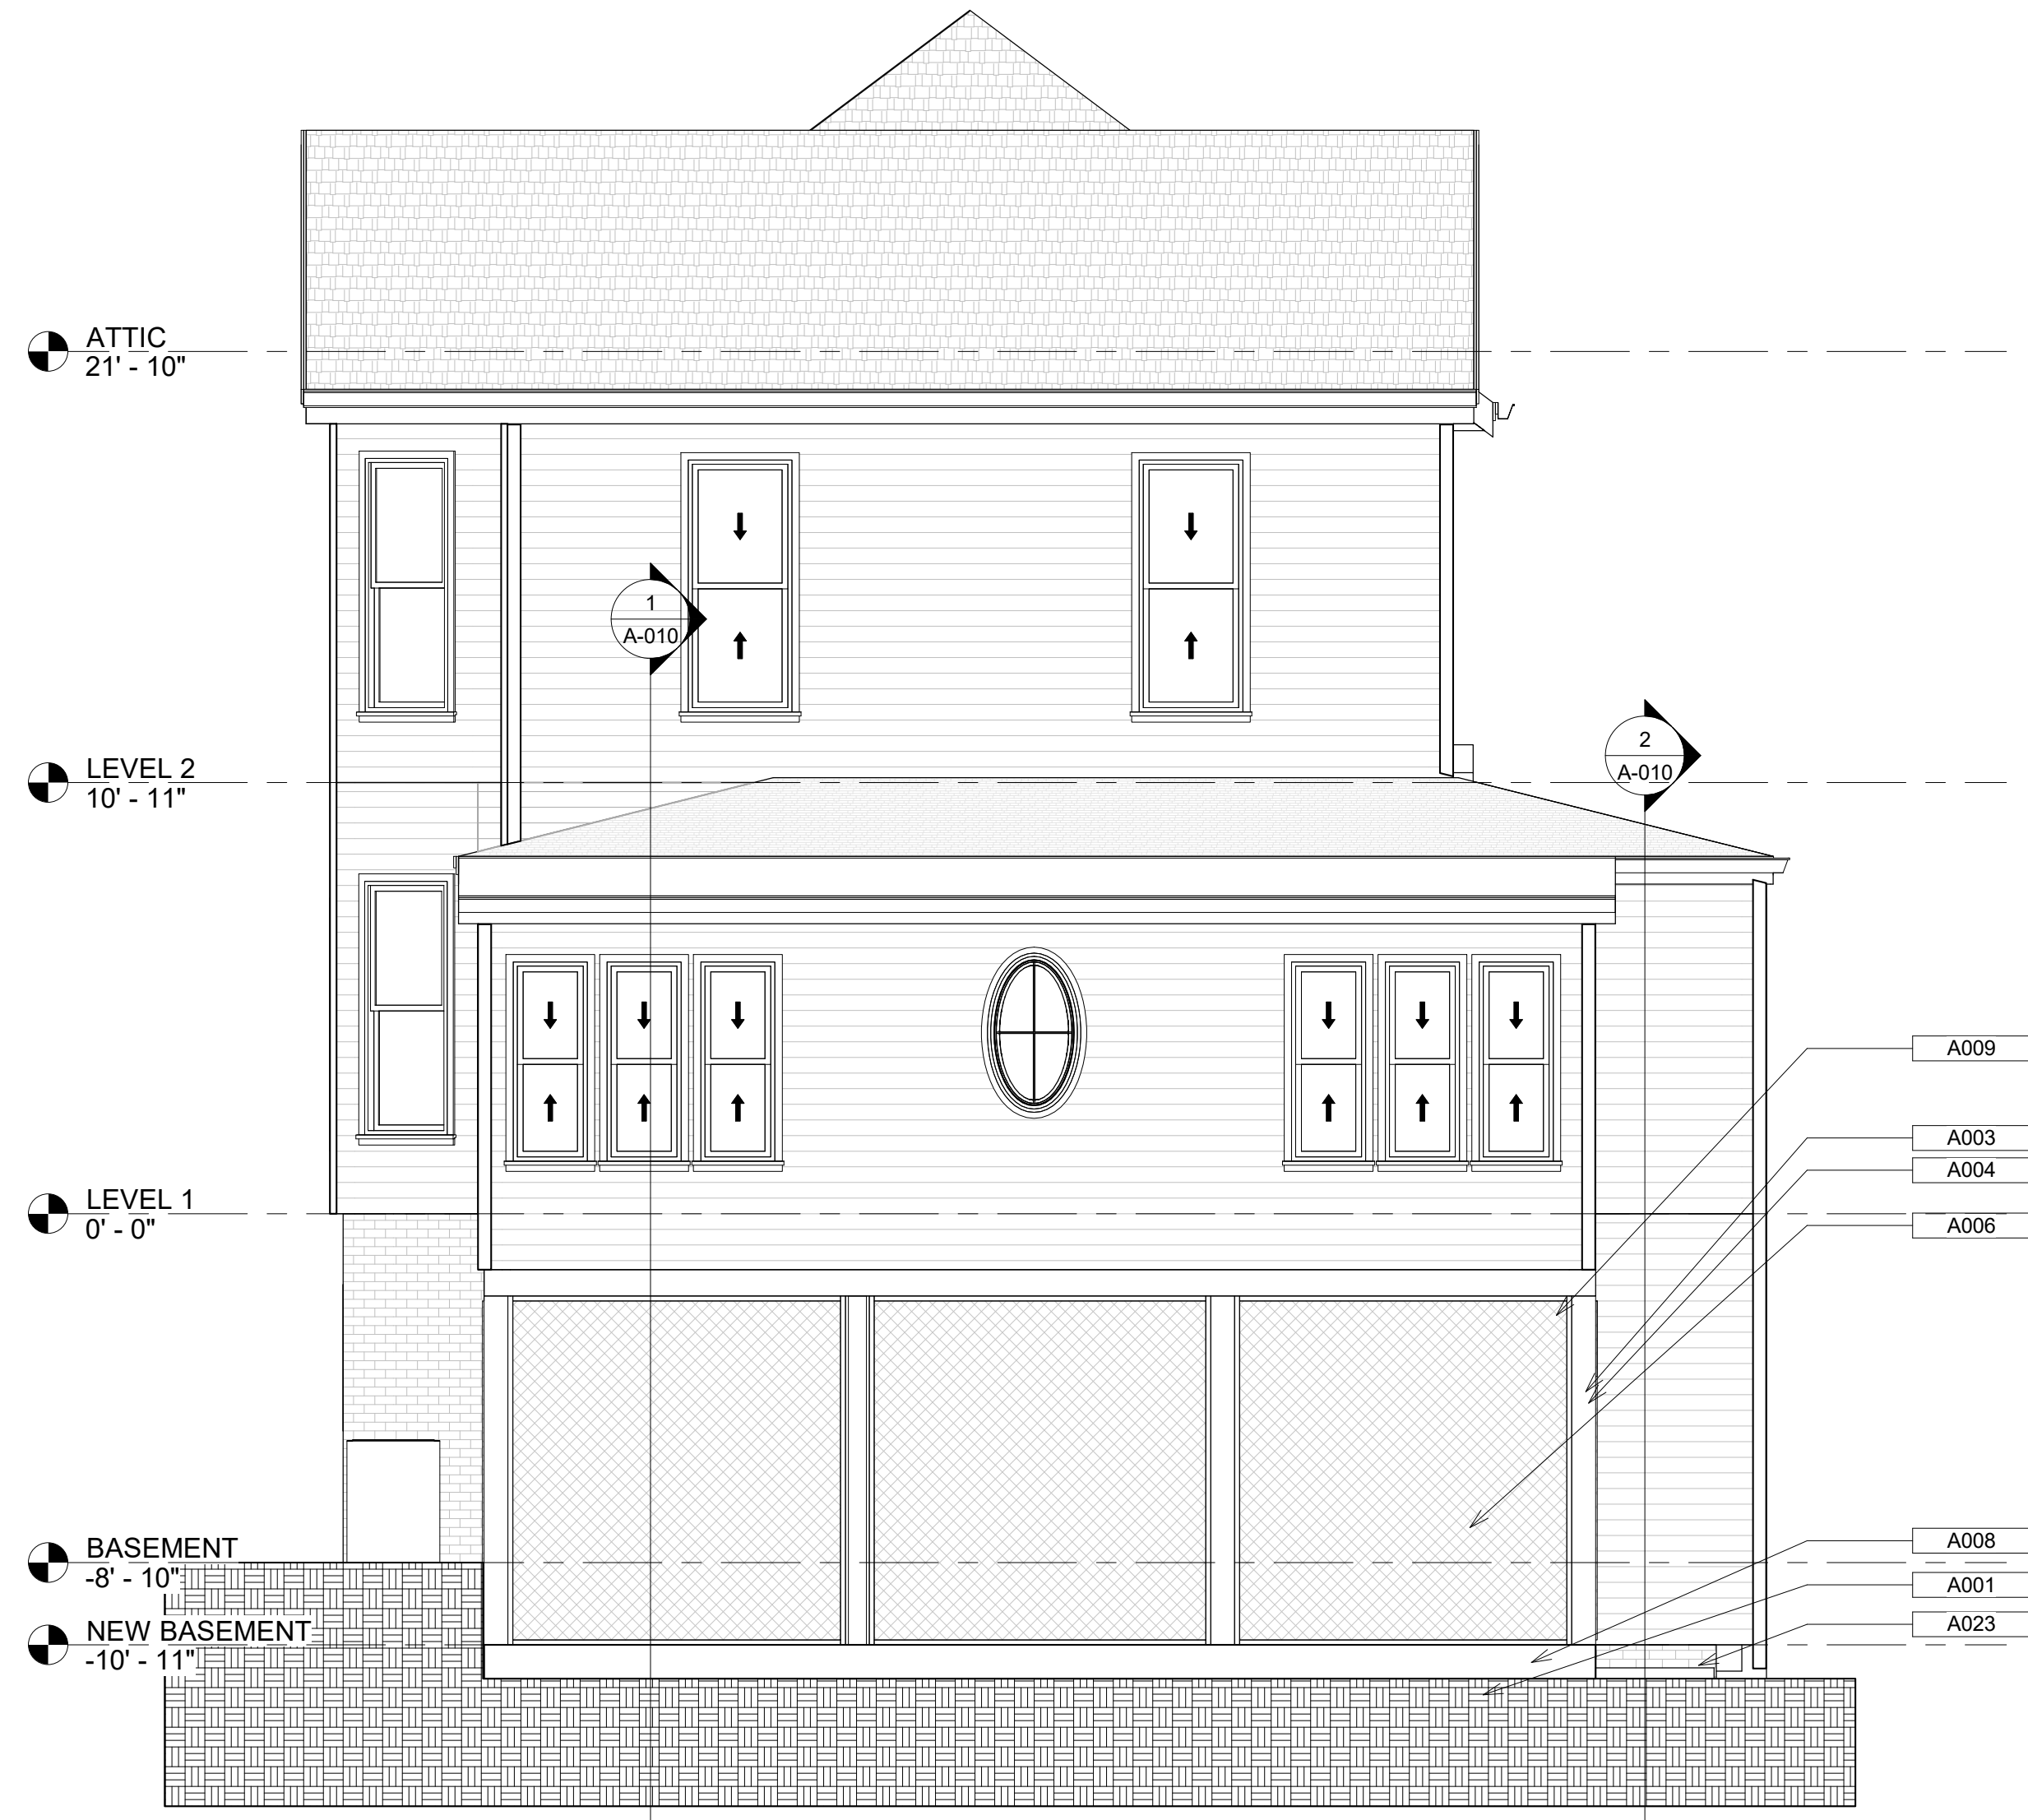 ATTIC
21' - 10"
1
A-010
2
A-010
LEVEL 2
10' - 11"
A009
A003
A004
LEVEL 1
0' - 0"
A006
A008
BASEMENT
-8' - 10"
A001
A023
NEW BASEMENT
-10' - 11"